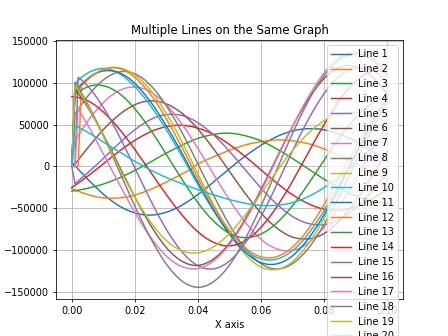 Multiple Lines on the Same Graph
150000
100000
50000
0
−50000
−100000
−150000
0.00
0.02
0.04
0.06
X axis
Line 1
Line 2
Line 3
Line 4
Line 5
Line 6
Line 7
Line 8
Line 9
Line 10
Line 11
Line 12
Line 13
Line 14
Line 15
Line 16
Line 17
Line 18
Line 19
Line 20